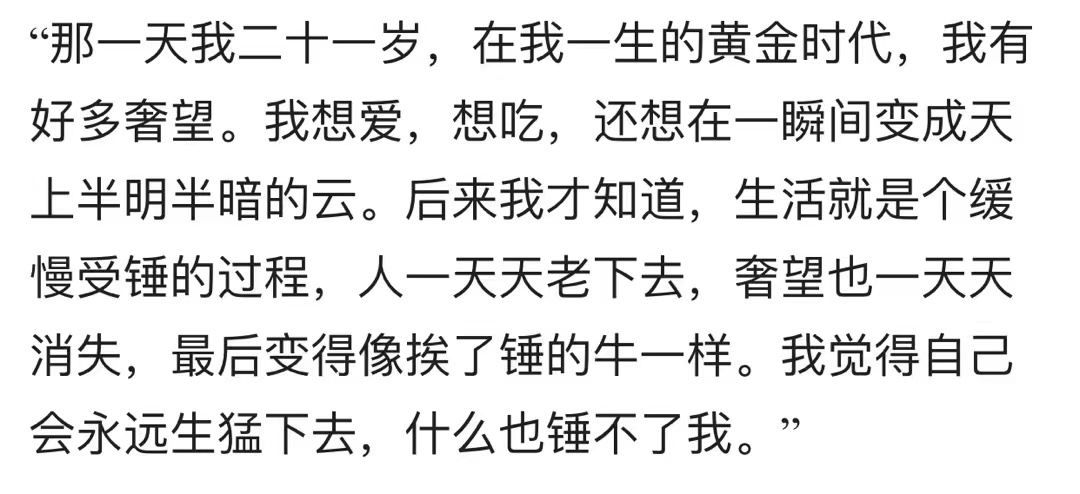 “那一天我二十一岁，在我一生的黄金时代，我有
好多奢望。我想爱，想吃，还想在一瞬间变成天
上半明半暗的云。后来我才知道，生活就是个缓
慢受锤的过程，人一天天老下去，奢望也一天天
消失，最后变得像挨了锤的牛一样。我觉得自己
会永远生猛下去，什么也锤不了我。”